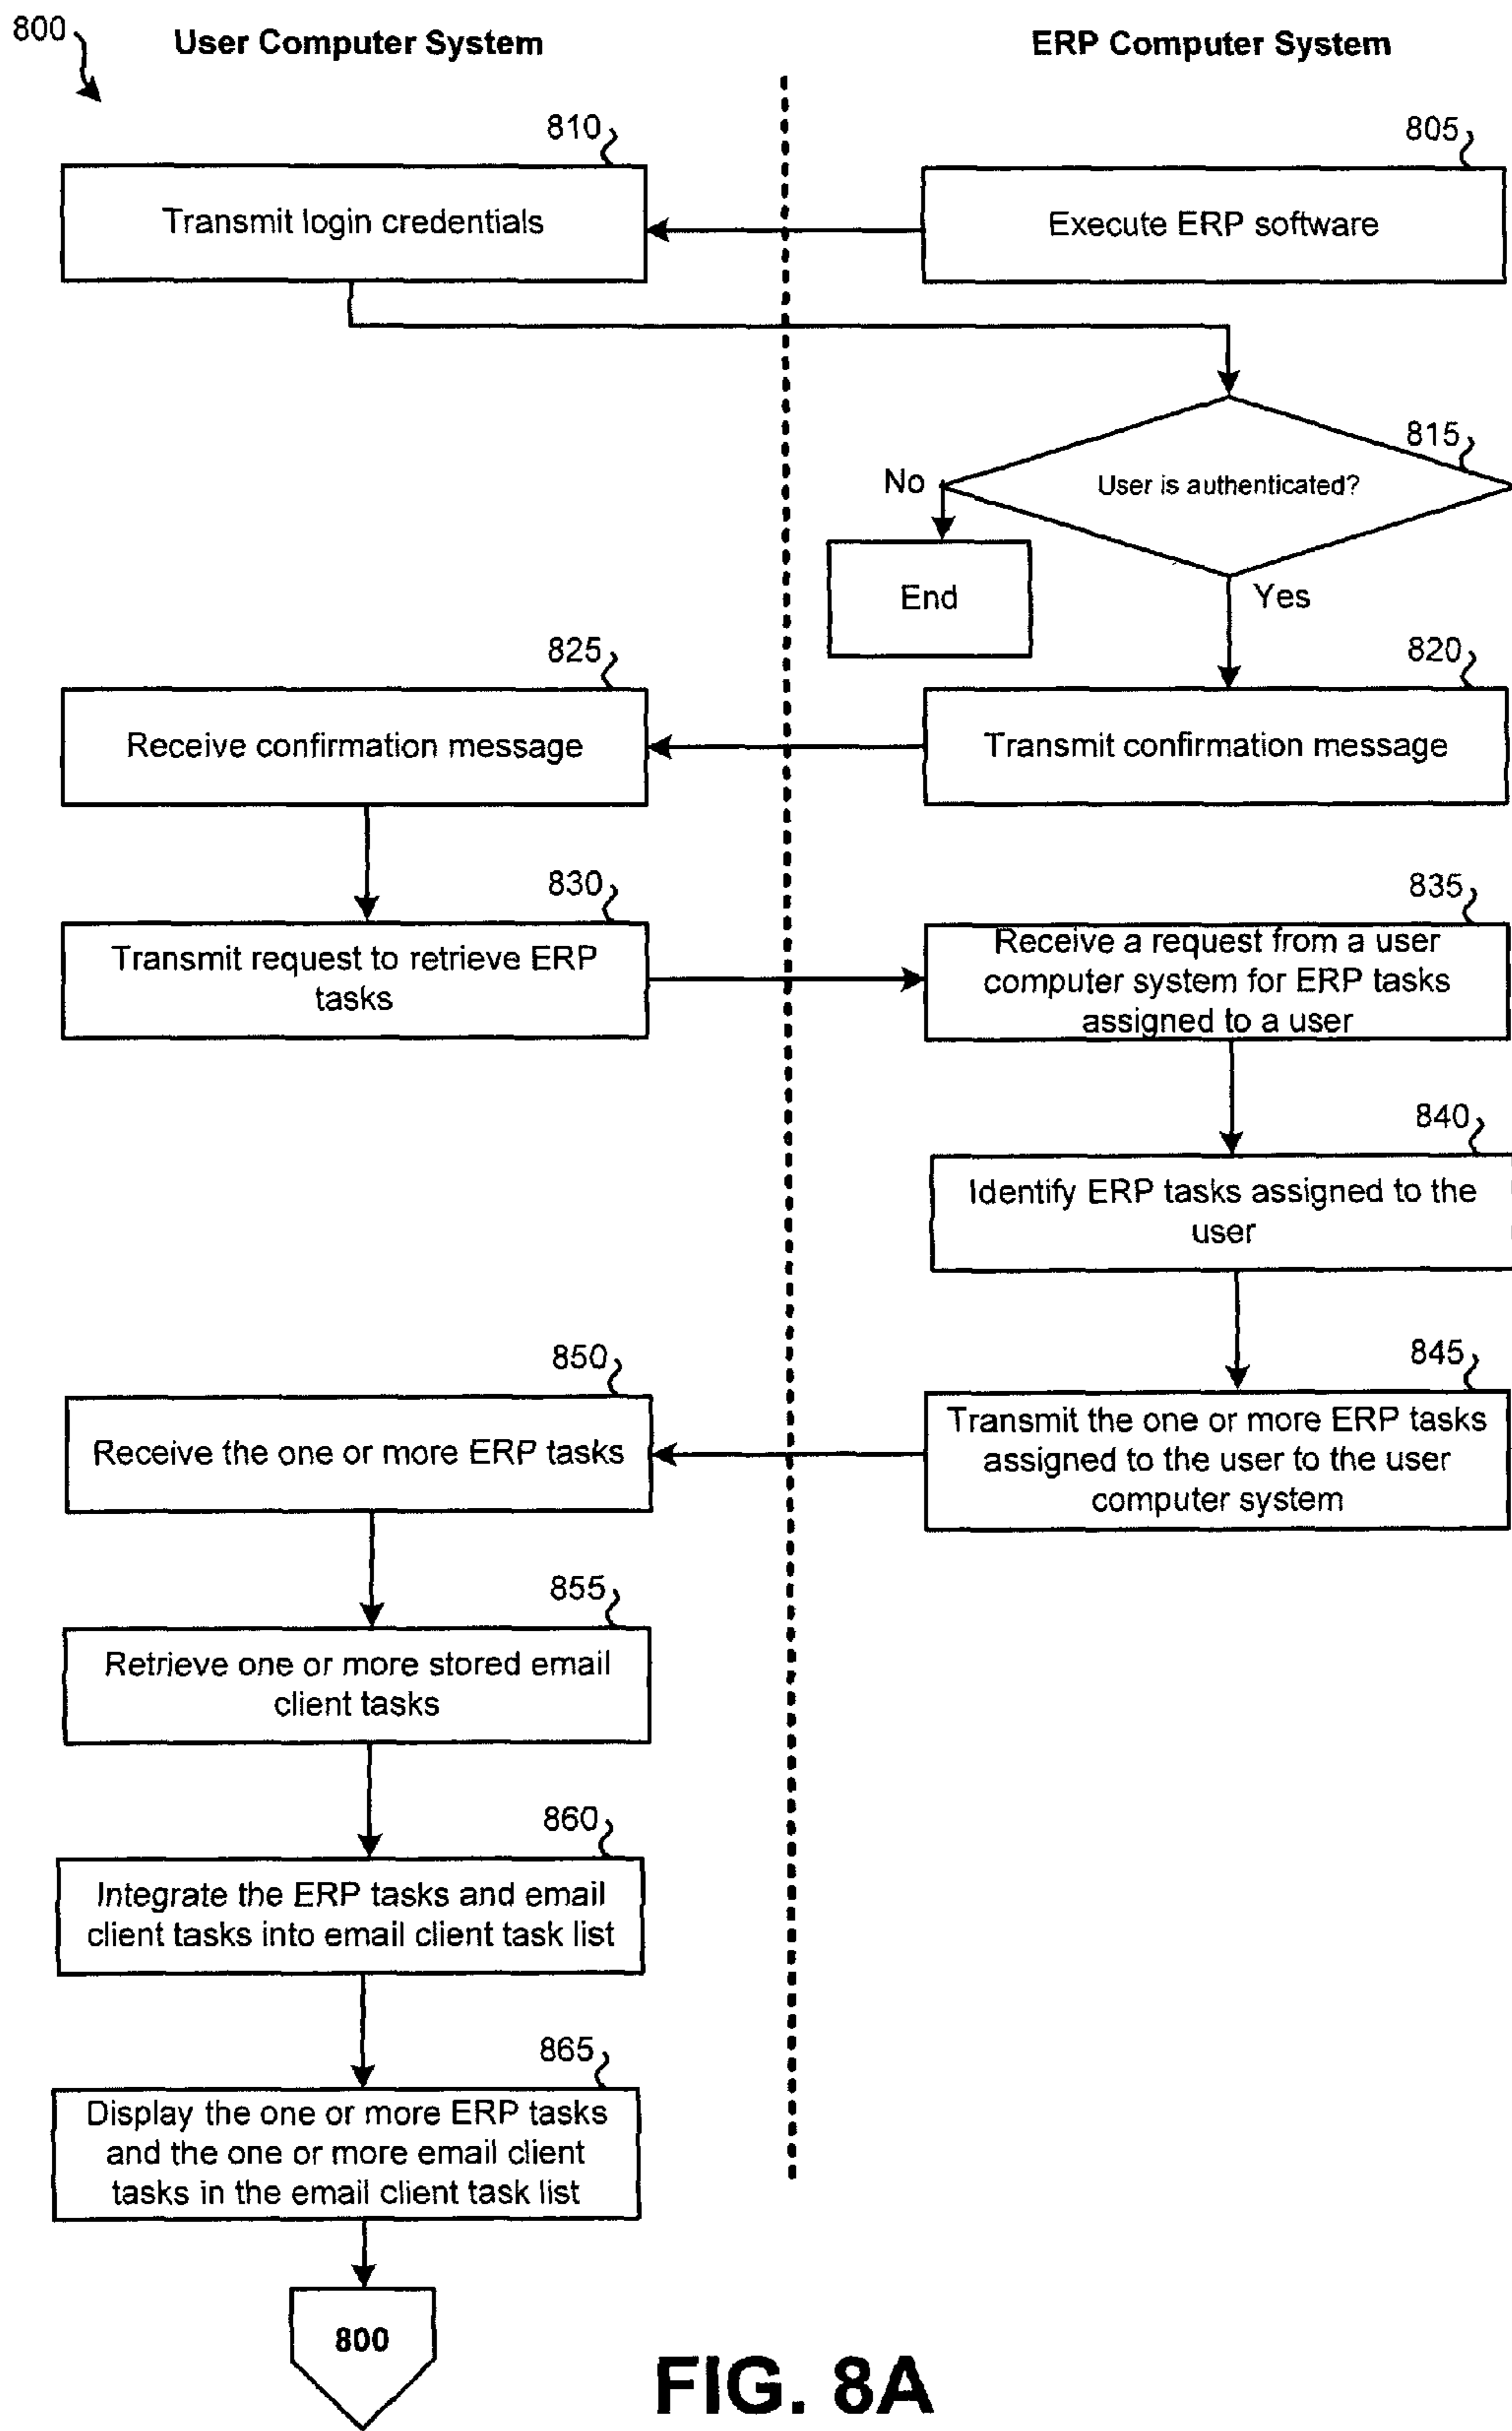 800
User Computer System
ERP Computer System
810
805
Transmit login credentials
Execute ERP software
815
No
User is authenticated?
End
Yes
825
820
Receive confirmation message
Transmit confirmation message
830
835
Transmit request to retrieve ERP
tasks
Receive a request from a user
computer system for ERP tasks
assigned to a user
840
Identify ERP tasks assigned to the
user
850
845
Receive the one or more ERP tasks
Transmit the one or more ERP tasks
assigned to the user to the user
computer system
855
Retrieve one or more stored email
client tasks
860
Integrate the ERP tasks and email
client tasks into email client task list
865
Display the one or more ERP tasks
and the one or more email client
tasks in the email client task list
800
FIG. 8A